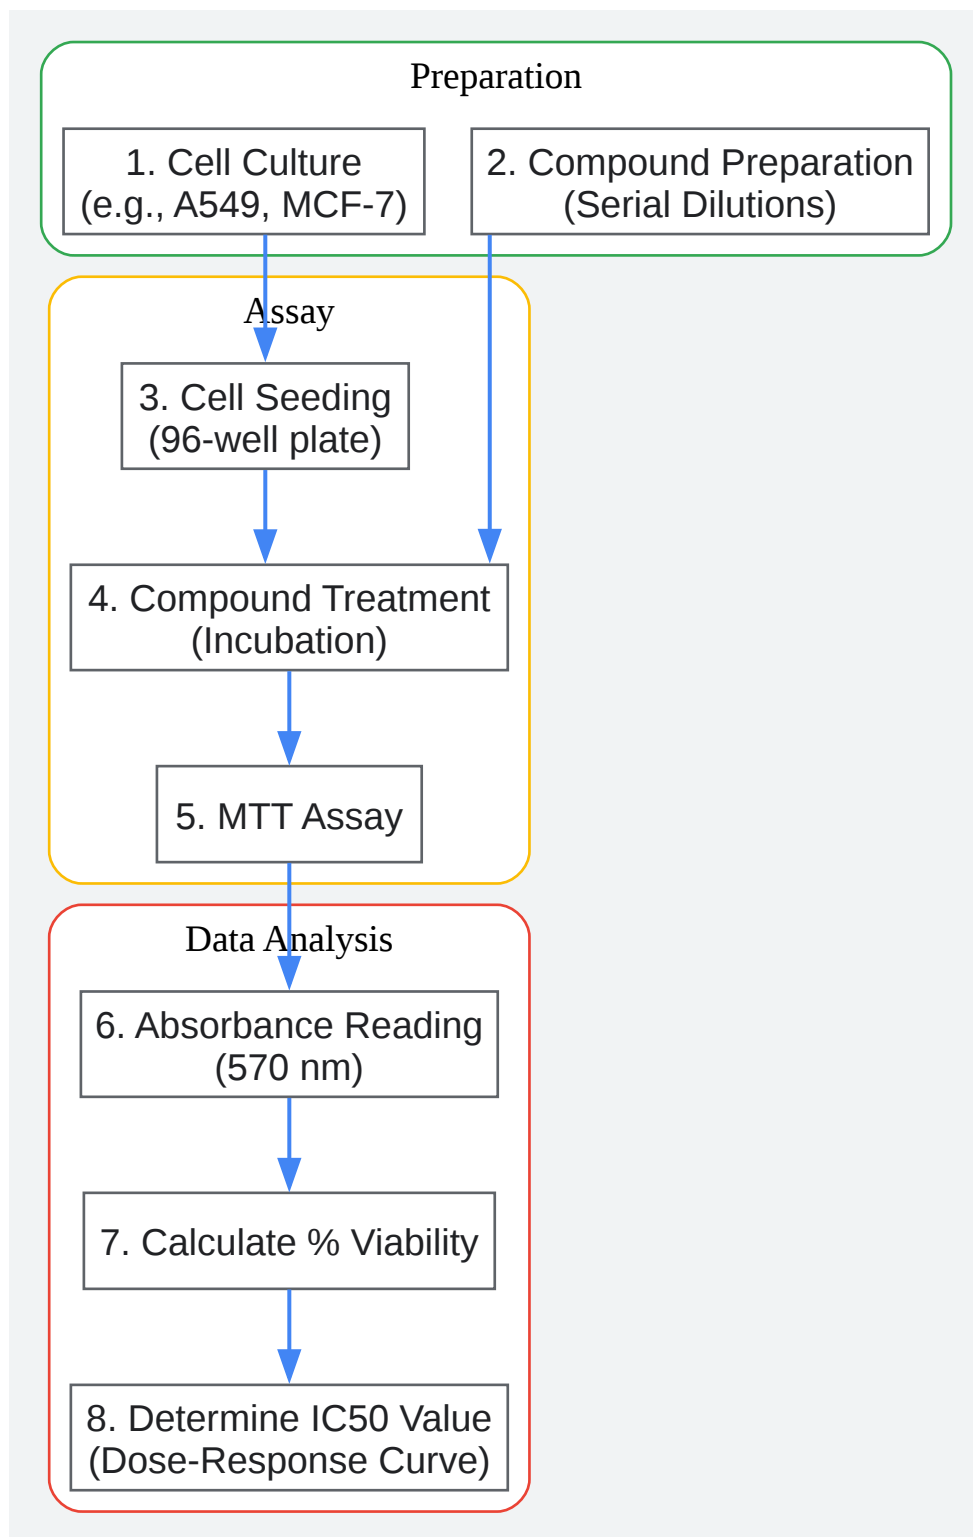 Preparation
1. Cell Culture
(e.g., A549, MCF-7)
2. Compound Preparation
(Serial Dilutions)
Assay
3. Cell Seeding
(96-well plate)
4. Compound Treatment
(Incubation)
5. MTT Assay
Data Analysis
6. Absorbance Reading
(570 nm)
7. Calculate % Viability
8. Determine IC50 Value
(Dose-Response Curve)